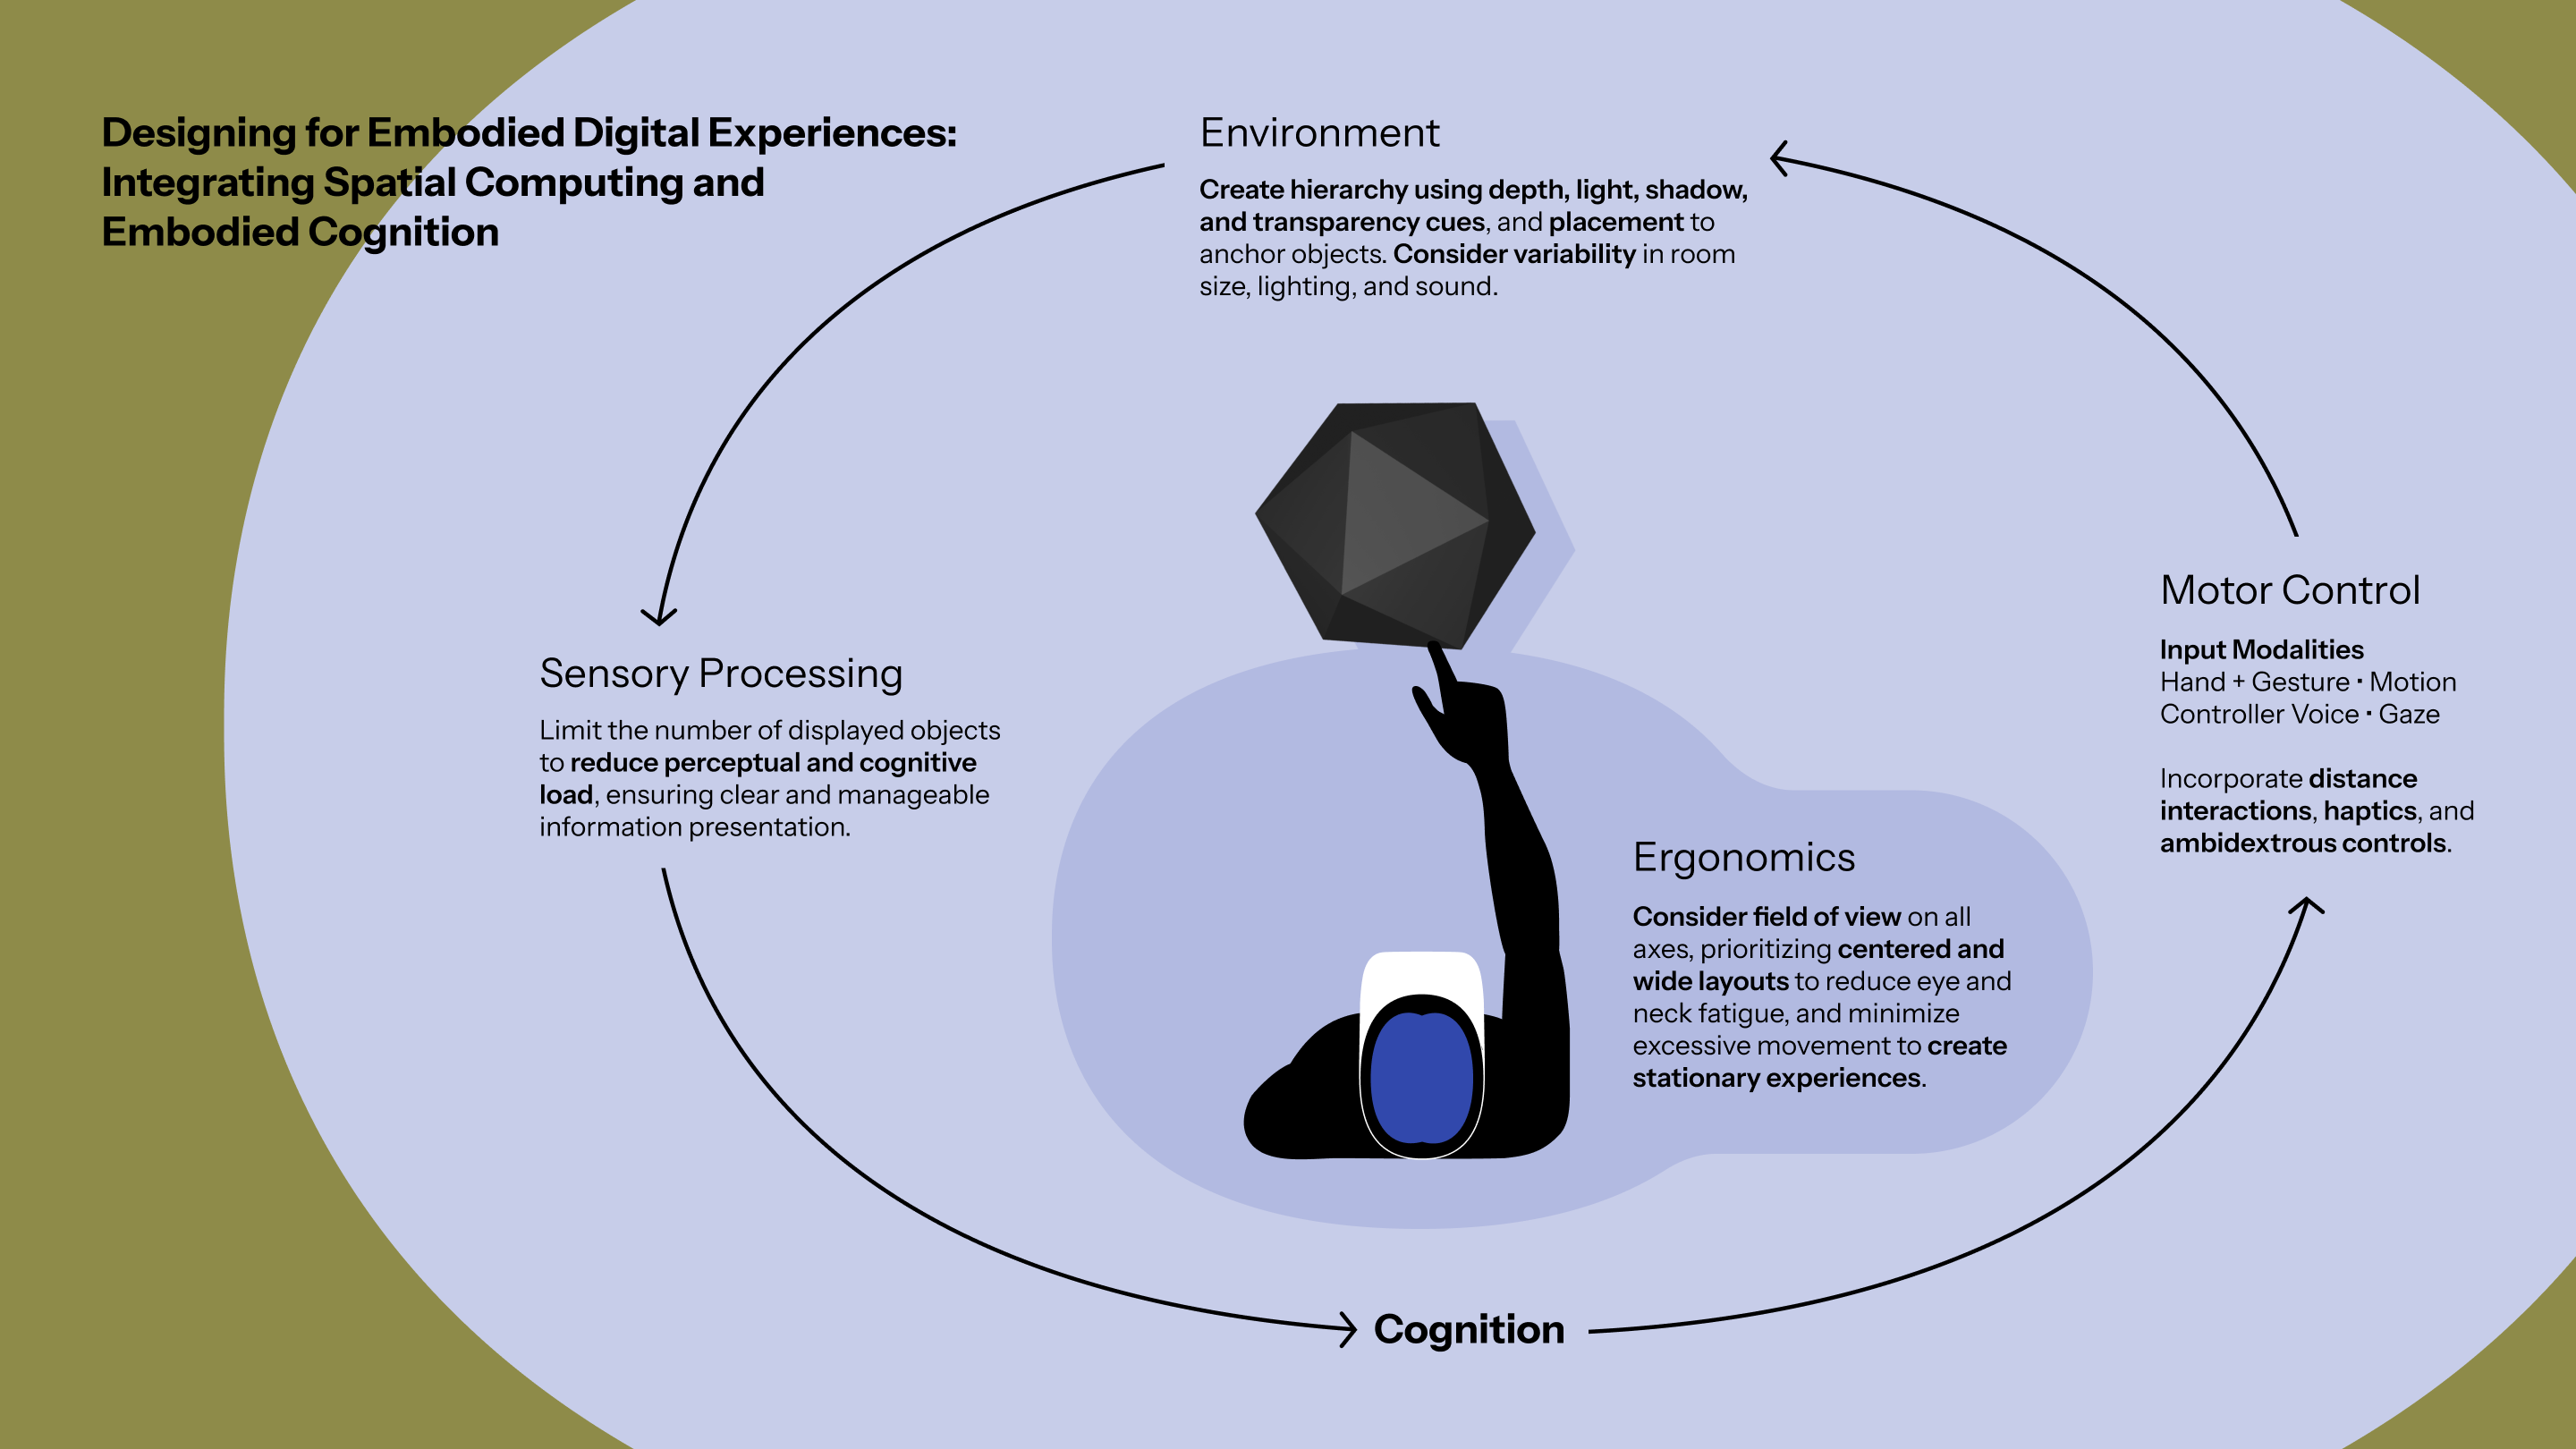 Designing for Embodied Digital Experiences:
Integrating Spatial Computing and
Embodied Cognition
Environment
Create hierarchy using depth, light, shadow,
and transparency cues, and placement to
anchor objects. Consider variability in room
size, lighting, and sound.
Sensory Processing
Limit the number of displayed objects
to reduce perceptual and cognitive
load, ensuring clear and manageable
information presentation.
Motor Control
Input Modalities
Hand + Gesture · Motion
Controller Voice · Gaze
Incorporate distance
interactions, haptics, and
ambidextrous controls.
Ergonomics
Consider field of view on all
axes, prioritizing centered and
wide layouts to reduce eye and
neck fatigue, and minimize
excessive movement to create
stationary experiences.
Cognition